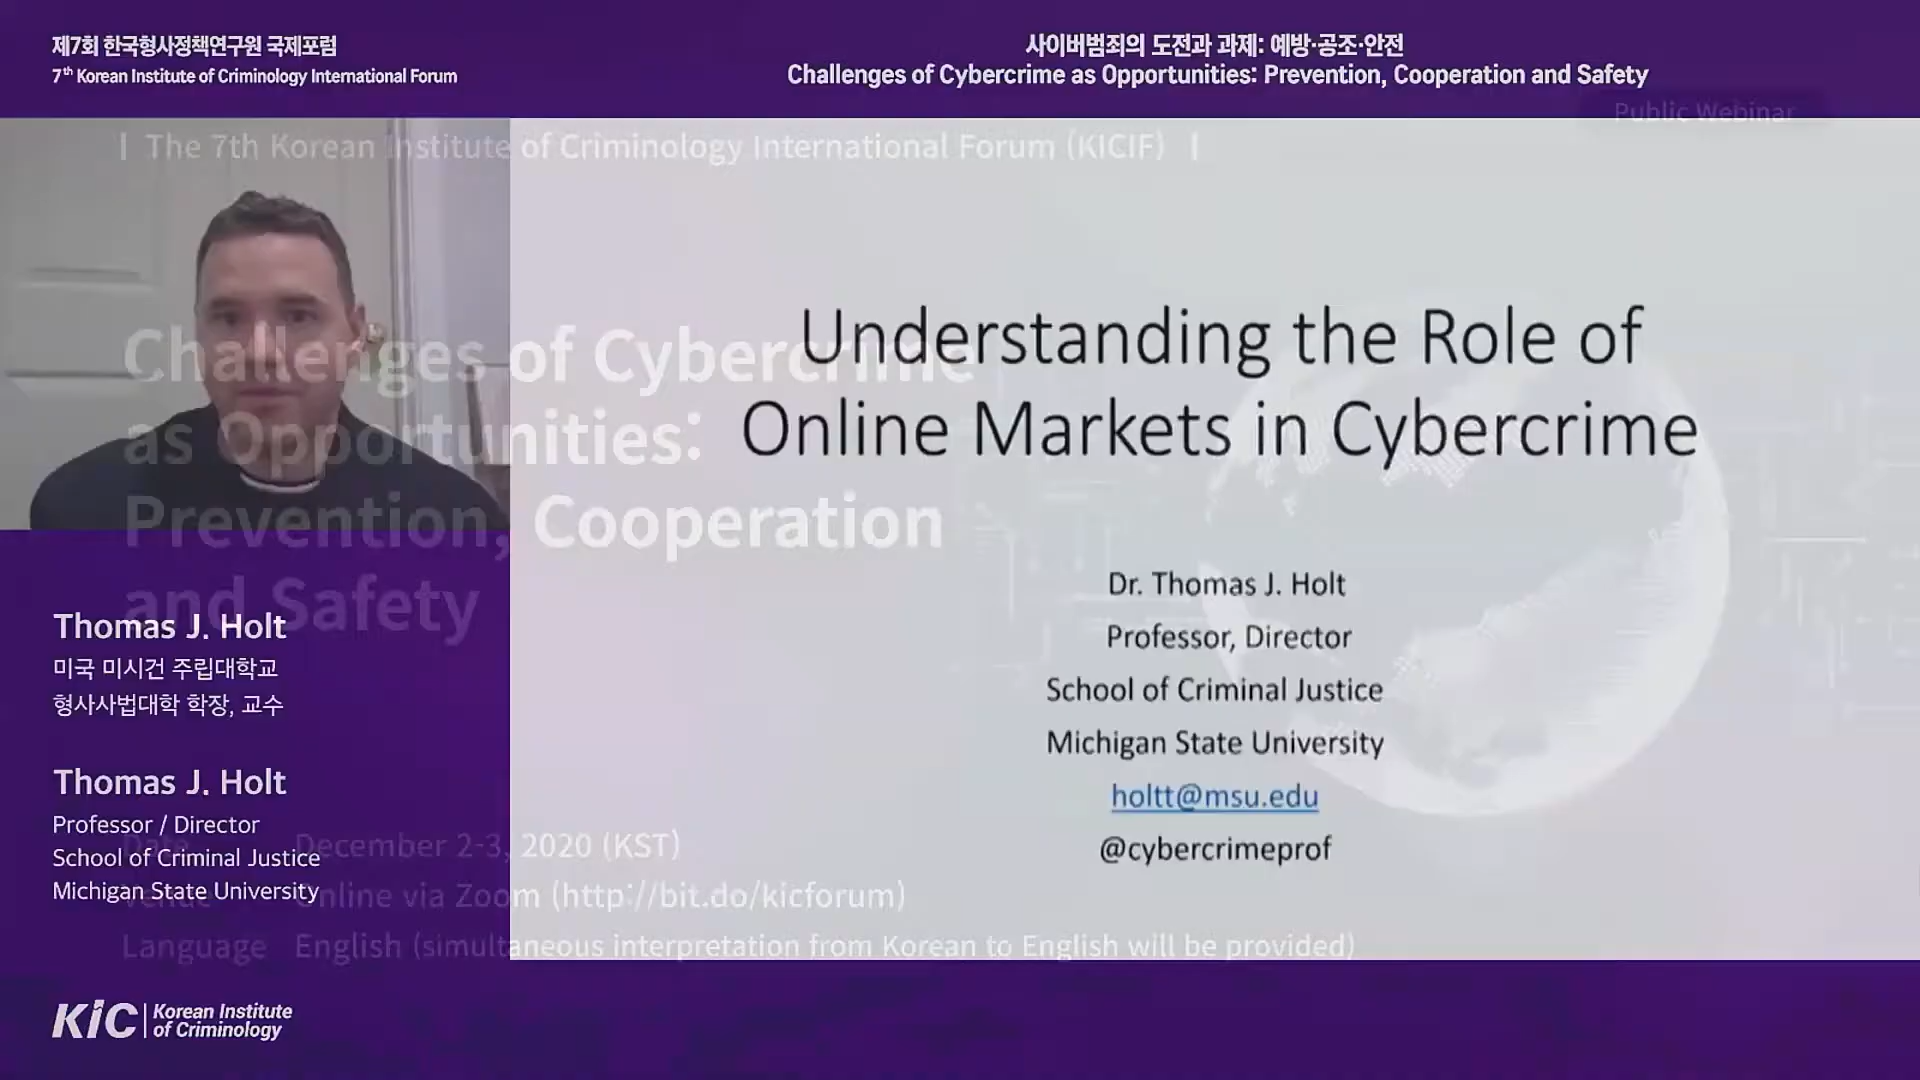 제7회 한국형사정책연구원 국제포럼
7th Korean Institute of Criminology International Forum
사이버범죄의 도전과 과제: 예방·공조·안전
Challenges of Cybercrime as Opportunities: Prevention, Cooperation and Safety
Public Webinar
| The 7th Korean Institute of Criminology International Forum (KICIF) |
Challenges of Cybercrime
as Opportunities:
Prevention, Cooperation
and Safety
Understanding the Role of
Online Markets in Cybercrime
Dr. Thomas J. Holt
Professor, Director
School of Criminal Justice
Michigan State University
holtt@msu.edu
@cybercrimeprof
Thomas J. Holt
미국 미시건 주립대학교
형사사법대학 학장, 교수
Thomas J. Holt
Professor / Director
School of Criminal Justice
Michigan State University
Date December 2-3, 2020 (KST)
Venue Online via Zoom (http://bit.do/kicforum)
Language English (simultaneous interpretation from Korean to English will be provided)
KiC Korean Institute
of Criminology